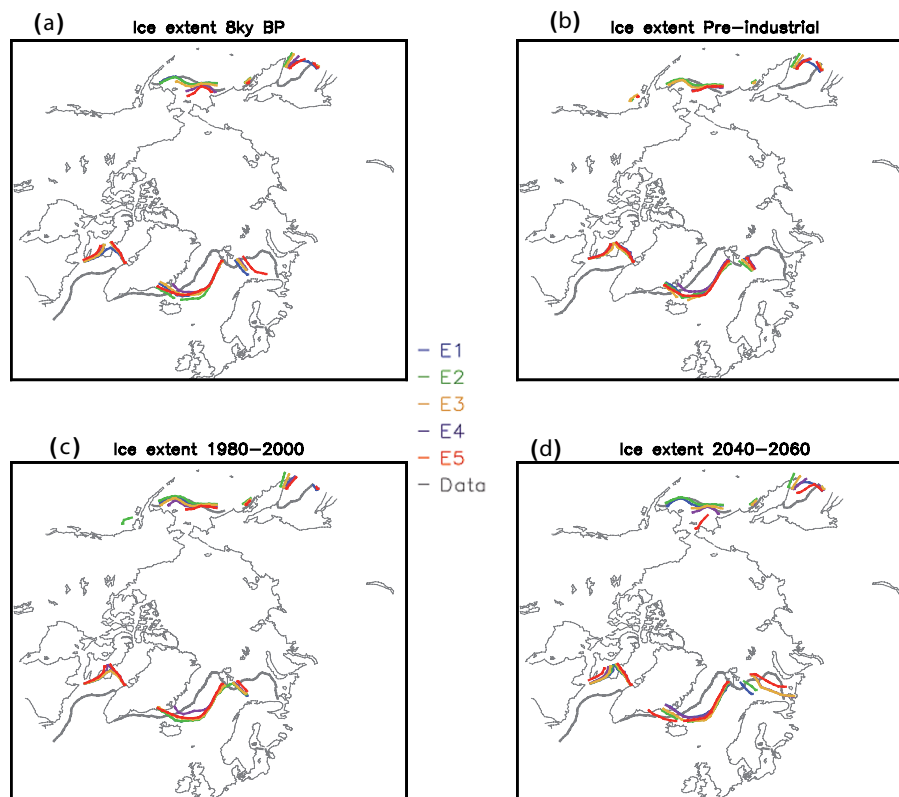 (a)
Ice extent 8ky BP
(b)
Ice extent Pre-industrial
E1
E2
E3
E4
E5
Data
(c)
Ice extent 1980-2000
(d)
Ice extent 2040-2060